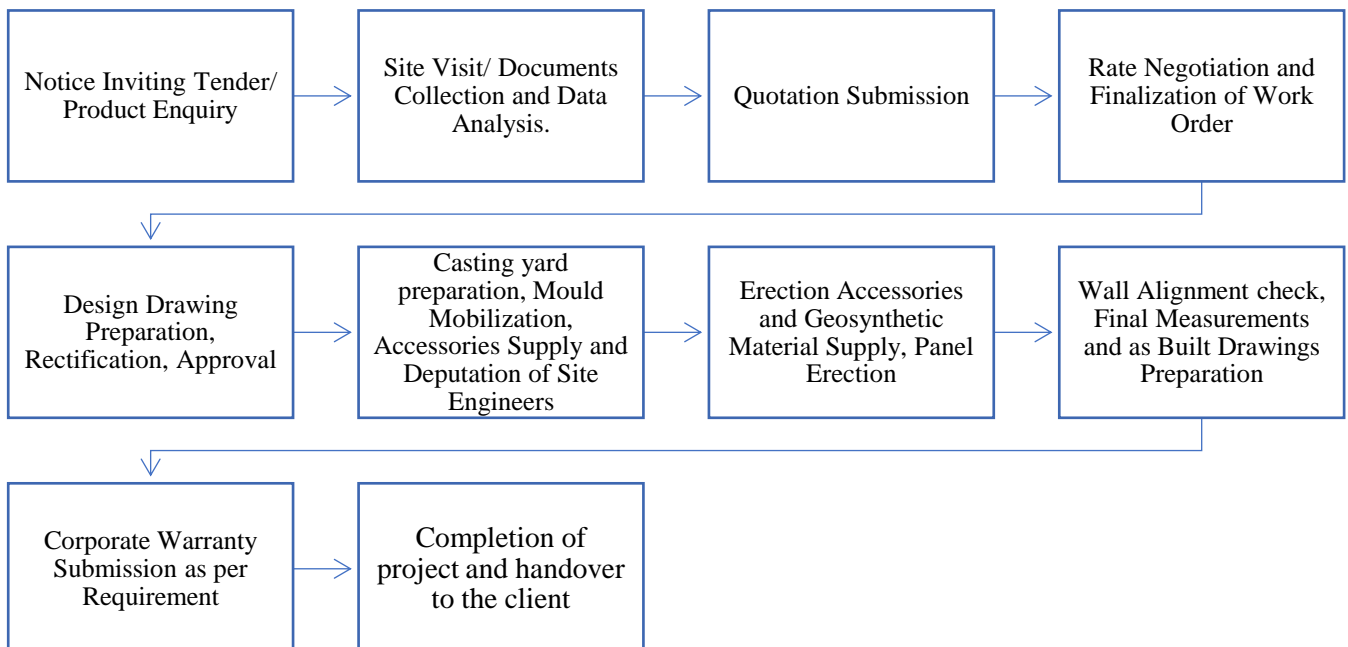 Notice Inviting Tender/
Product Enquiry
Site Visit/ Documents
Collection and Data
Analysis.
Quotation Submission
Rate Negotiation and
Finalization of Work
Order
Design Drawing
Preparation,
Rectification, Approval
Casting yard
preparation, Mould
Mobilization,
Accessories Supply and
Deputation of Site
Engineers
Erection Accessories
and Geosynthetic
Material Supply, Panel
Erection
Wall Alignment check,
Final Measurements
and as Built Drawings
Preparation
Corporate Warranty
Submission as per
Requirement
Completion of
project and handover
to the client